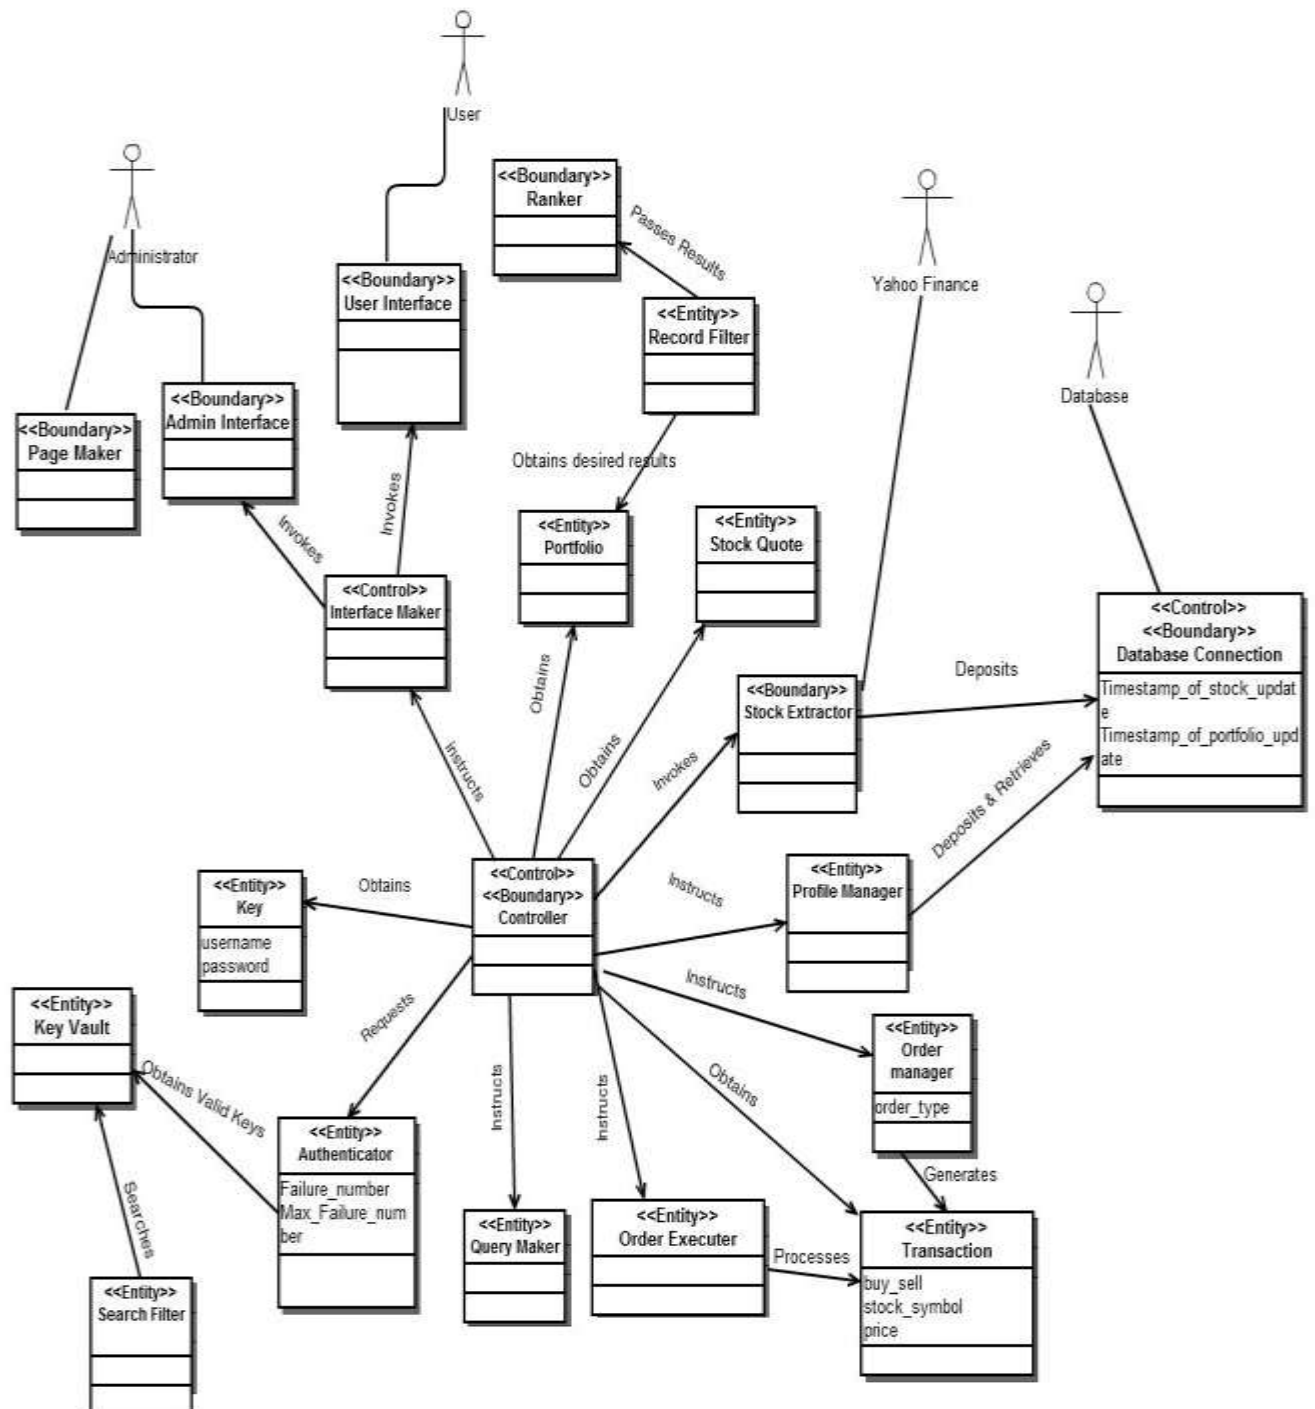 User
Administrator
<<Boundary>>
Ranker
Passes Results
Yahoo Finance
<<Boundary>>
User Interface
<<Entity>>
Record Filter
Database
<<Boundary>>
Admin Interface
<<Boundary>>
Page Maker
Obtains desired results
Invokes
Invokes
<<Entity>>
Portfolio
<<Entity>>
Stock Quote
<<Control>>
Interface Maker
<<Control>>
<<Boundary>>
Database Connection
Timestamp_of_stock_updat
e
Timestamp_of_portfolio_upd
ate
Deposits
<<Boundary>>
Stock Extractor
Obtains
Obtains
Invokes
instructs
Deposits & Retrieves
<<Control>>
<<Boundary>>
Controller
<<Entity>>
Key
username
password
Obtains
Instructs
<<Entity>>
Profile Manager
Instructs
<<Entity>>
Key Vault
Requests
<<Entity>>
Order
manager
order_type
Obtains Valid Keys
Instructs
Instructs
Obtains
<<Entity>>
Authenticator
Failure_number
Max_Failure_num
ber
Generates
Searches
<<Entity>>
Query Maker
<<Entity>>
Order Executer
Processes
<<Entity>>
Transaction
buy_sell
stock_symbol
price
<<Entity>>
Search Filter